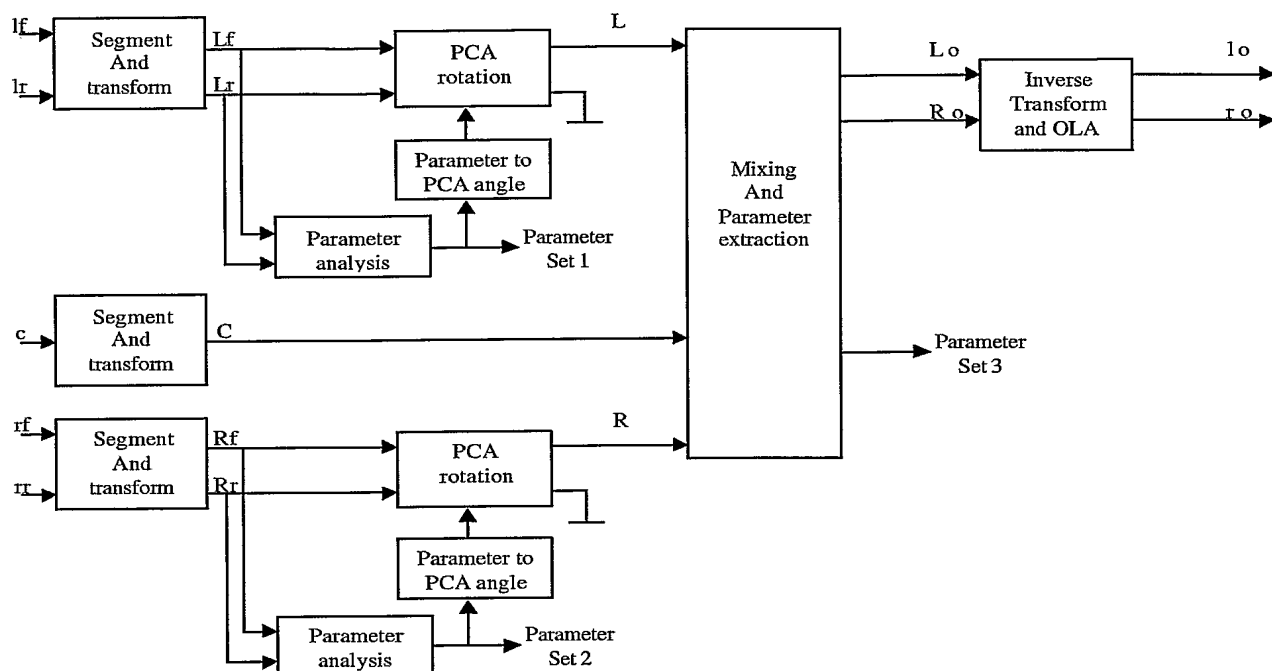 lf
lr
Segment
And
transform
Lf
Lr
PCA
rotation
L
Parameter to
PCA angle
Parameter
analysis
Parameter
Set 1
c
Segment
And
transform
C
rf
rr
Segment
And
transform
Rf
Rr
PCA
rotation
R
Parameter to
PCA angle
Parameter
analysis
Parameter
Set 2
Mixing
And
Parameter
extraction
Lo
Ro
Inverse
Transform
and OLA
lo
ro
Parameter
Set 3